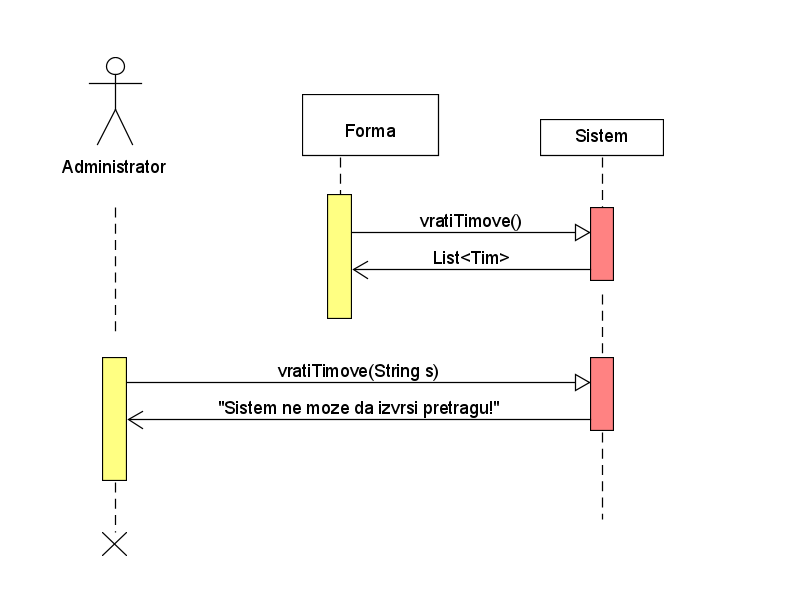 Forma
Sistem
Administrator
vratiTimove()
List<Tim>
vratiTimove(String s)
"Sistem ne moze da izvrsi pretragu!"